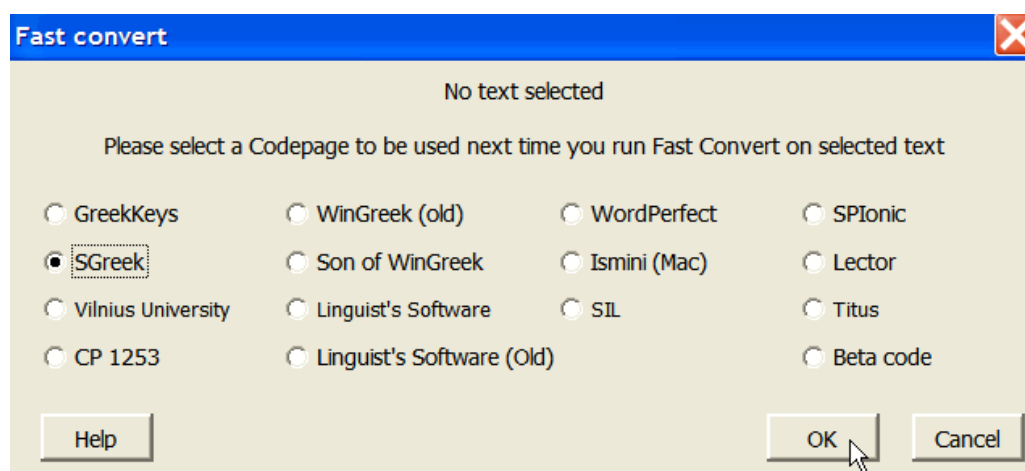 Fast convert
No text selected
Please select a Codepage to be used next time you run Fast Convert on selected text
GreekKeys WinGreek (old) WordPerfect SPIonic
SGreek Son of WinGreek Ismini (Mac) Lector
Vilnius University Linguist's Software SIL Titus
CP 1253 Linguist's Software (Old) Beta code
Help OK Cancel